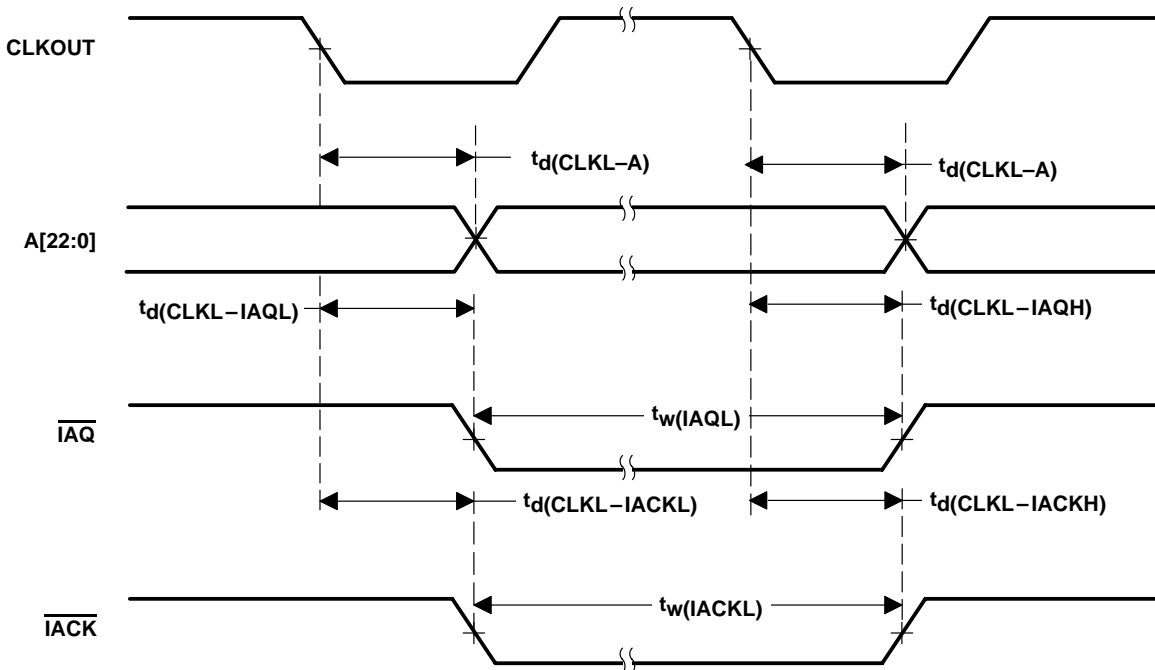 CLKOUT
td(CLKL–A)
td(CLKL–A)
A[22:0]
td(CLKL–IAQL)
td(CLKL–IAQH)
tw(IAQL)
IAQ
td(CLKL–IACKL)
td(CLKL–IACKH)
tw(IACKL)
IACK